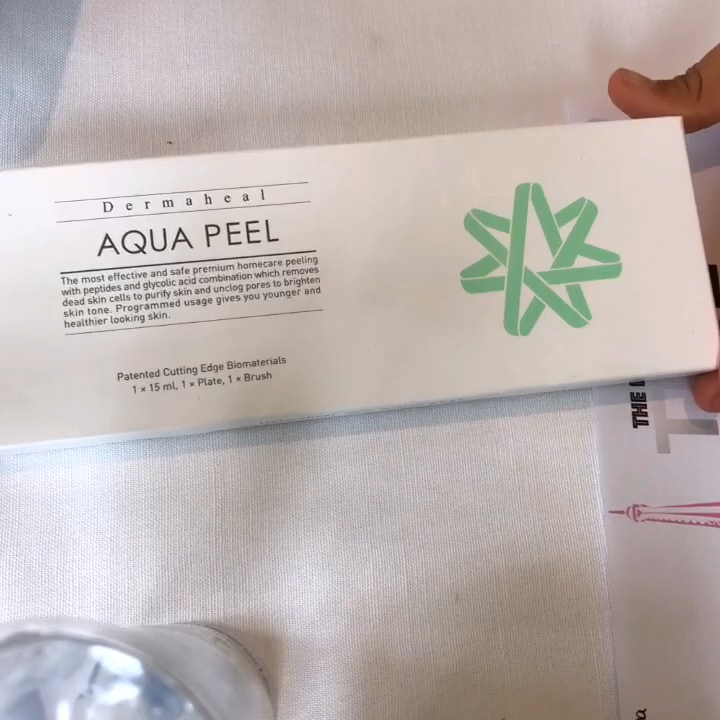 Dermaheal
AQUA PEEL
The most effective and safe premium homecare peeling
with peptides and glycolic acid combination which removes
dead skin cells to purify skin and unclog pores to brighten
skin tone. Programmed usage gives you younger and
healthier looking skin.
Patented Cutting Edge Biomaterials
1 × 15 ml, 1 × Plate, 1 × Brush
THE